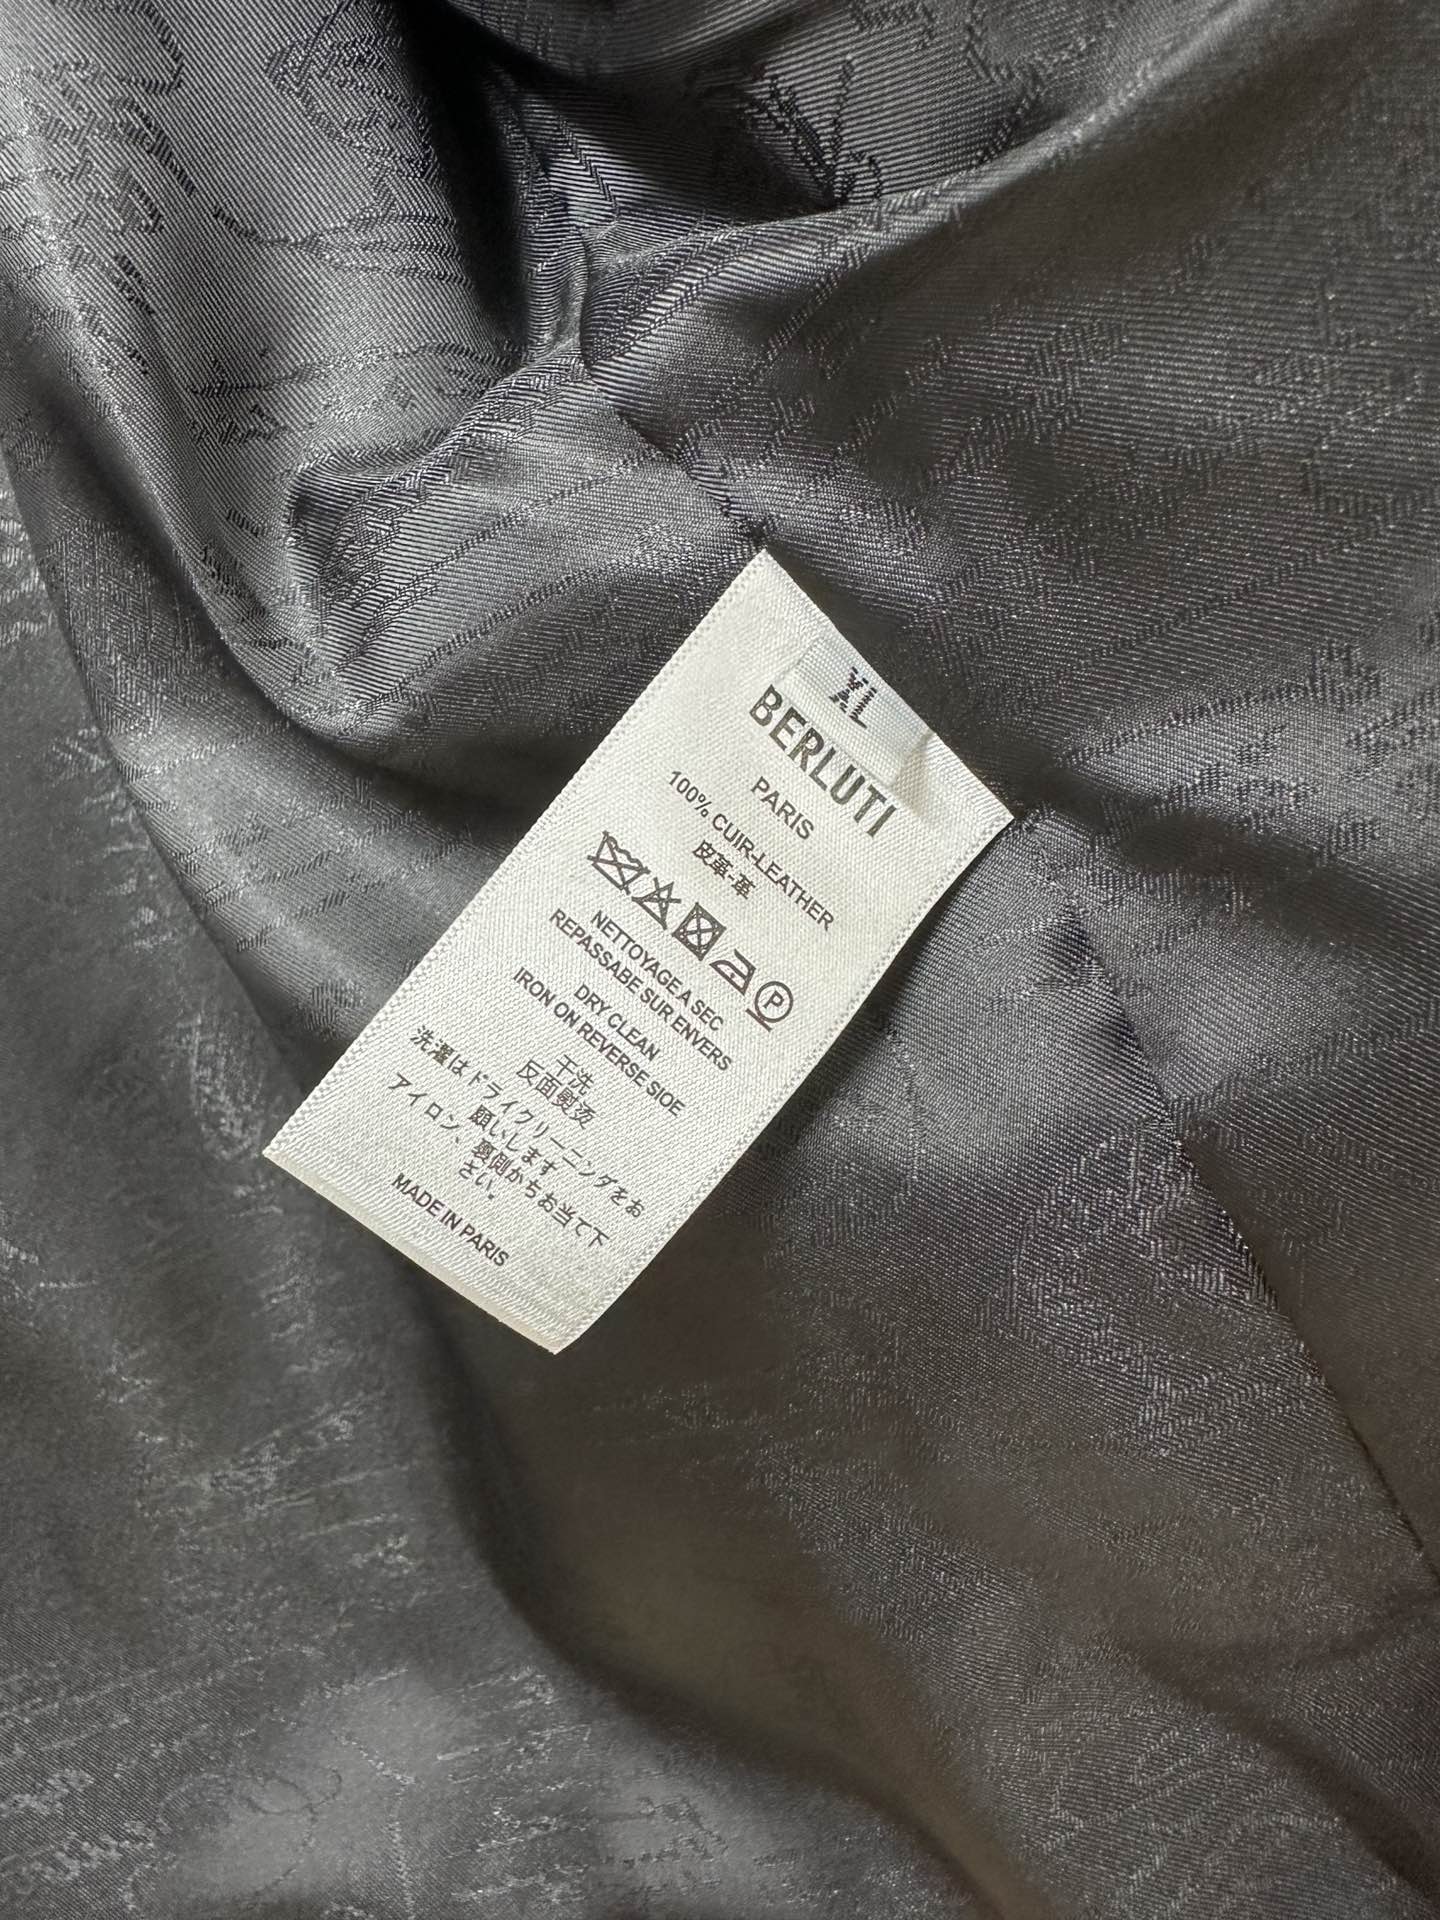 XL
BERLUTI
PARIS
100% CUIR-LEATHER
皮革-革
P
NETTOYAGE A SEC
REPASSABE SUR ENVERS
DRY CLEAN
IRON ON REVERSE SIDE
干洗
反面熨烫
洗濯はドライクリーニングをお
願いします
アイロン、裏側からお当て下
さい。
MADE IN PARIS